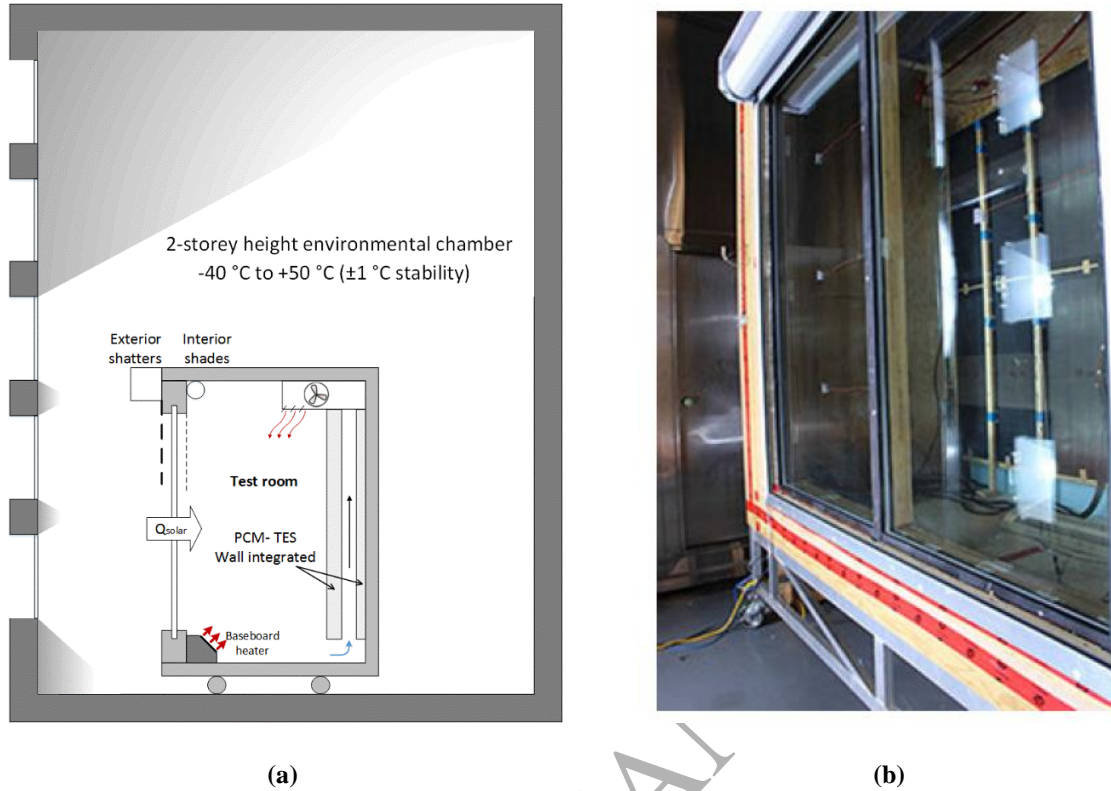 2-storey height environmental chamber
-40 °C to +50 °C (±1 °C stability)
Exterior
shatters
Interior
shades
Test room
Qsolar
PCM- TES
Wall integrated
Baseboard
heater
(a)
(b)